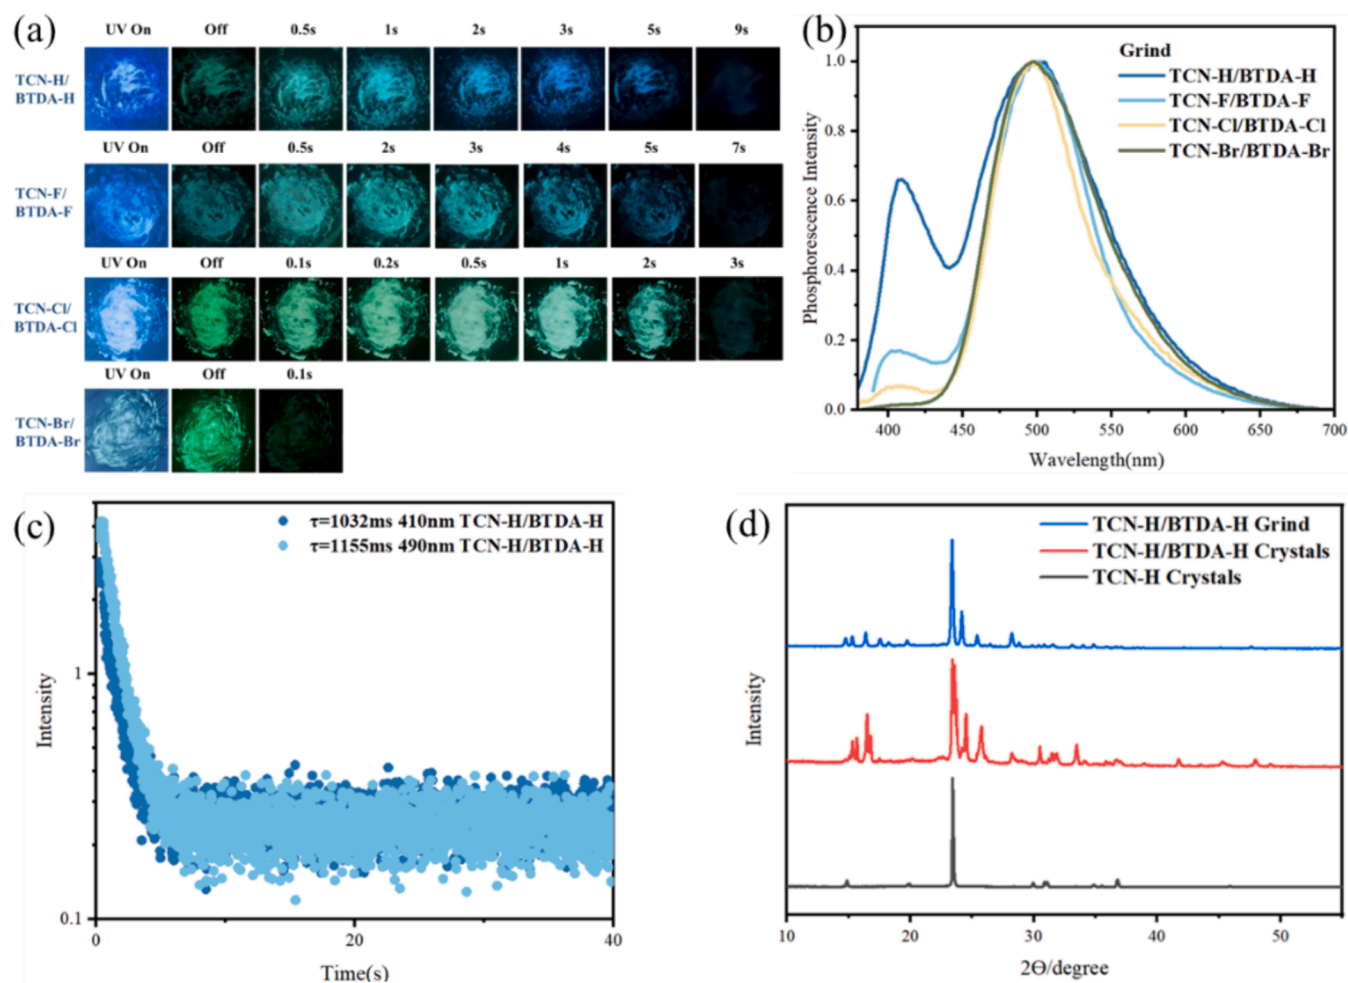 (a)
UV On Off 0.5s 1s 2s 3s 5s 9s
TCN-H/
BTDA-H
UV On Off 0.5s 2s 3s 4s 5s 7s
TCN-F/
BTDA-F
UV On Off 0.1s 0.2s 0.5s 1s 2s 3s
TCN-Cl/
BTDA-Cl
UV On Off 0.1s
TCN-Br/
BTDA-Br
(b)
Grind
TCN-H/BTDA-H
TCN-F/BTDA-F
TCN-Cl/BTDA-Cl
TCN-Br/BTDA-Br
Phosphorescence Intensity
1.0
0.8
0.6
0.4
0.2
0.0
400 450 500 550 600 650 700
Wavelength(nm)
(c)
τ=1032ms 410nm TCN-H/BTDA-H
τ=1155ms 490nm TCN-H/BTDA-H
Intensity
1
0.1
0 20 40
Time(s)
(d)
TCN-H/BTDA-H Grind
TCN-H/BTDA-H Crystals
TCN-H Crystals
Intensity
10 20 30 40 50
2Θ/degree